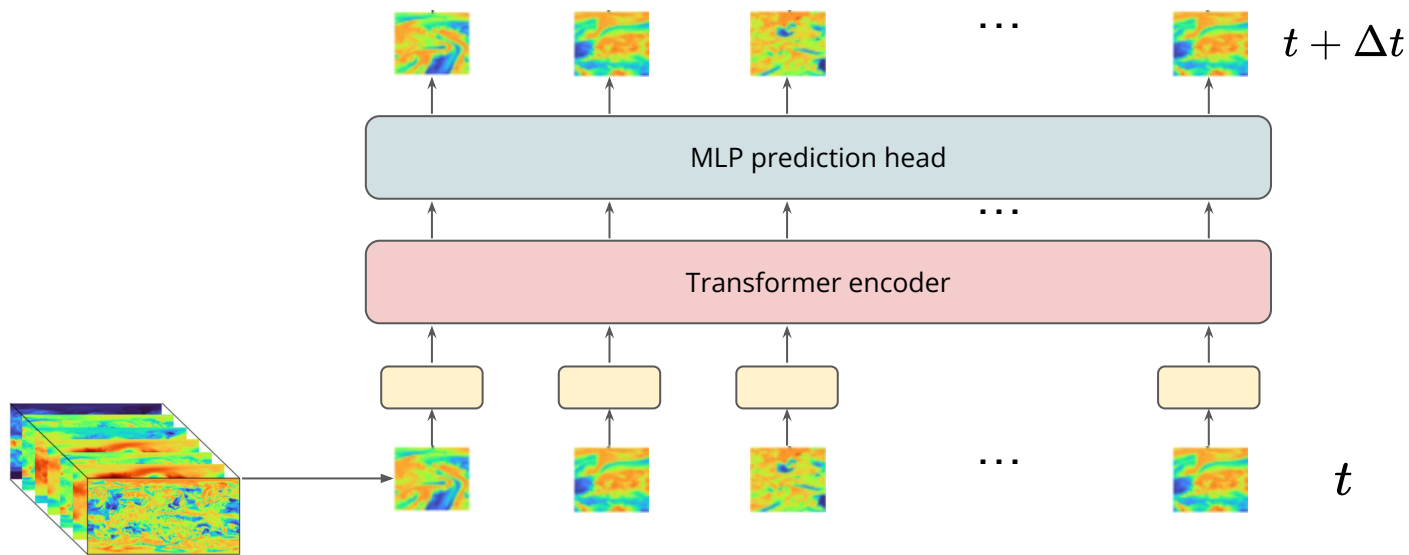 ...
t + Δt
MLP prediction head
...
Transformer encoder
...
t